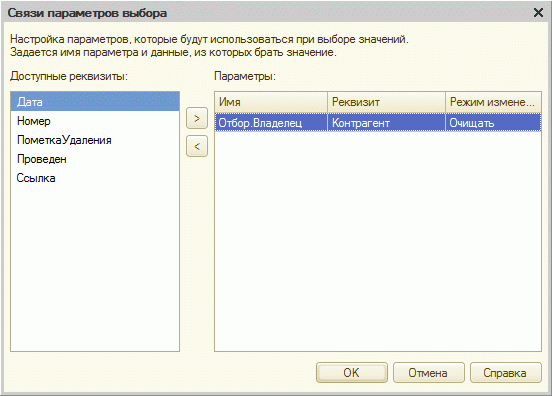 Связи параметров выбора
Настройка параметров, которые будут использоваться при выборе значений.
Задается имя параметра и данные, из которых брать значение.
Доступные реквизиты:
Дата
Номер
ПометкаУдаления
Проведен
Ссылка
>
<
Параметры:
Имя Реквизит Режим измене...
Отбор.Владелец Контрагент Очищать
OK Отмена Справка